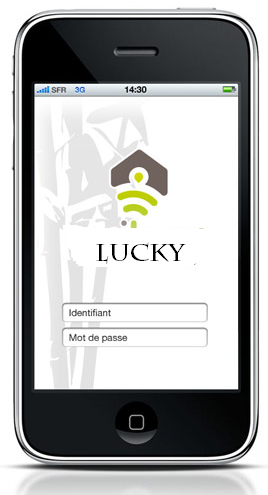 SFR 3G 14:30
LUCKY
Identifiant
Mot de passe